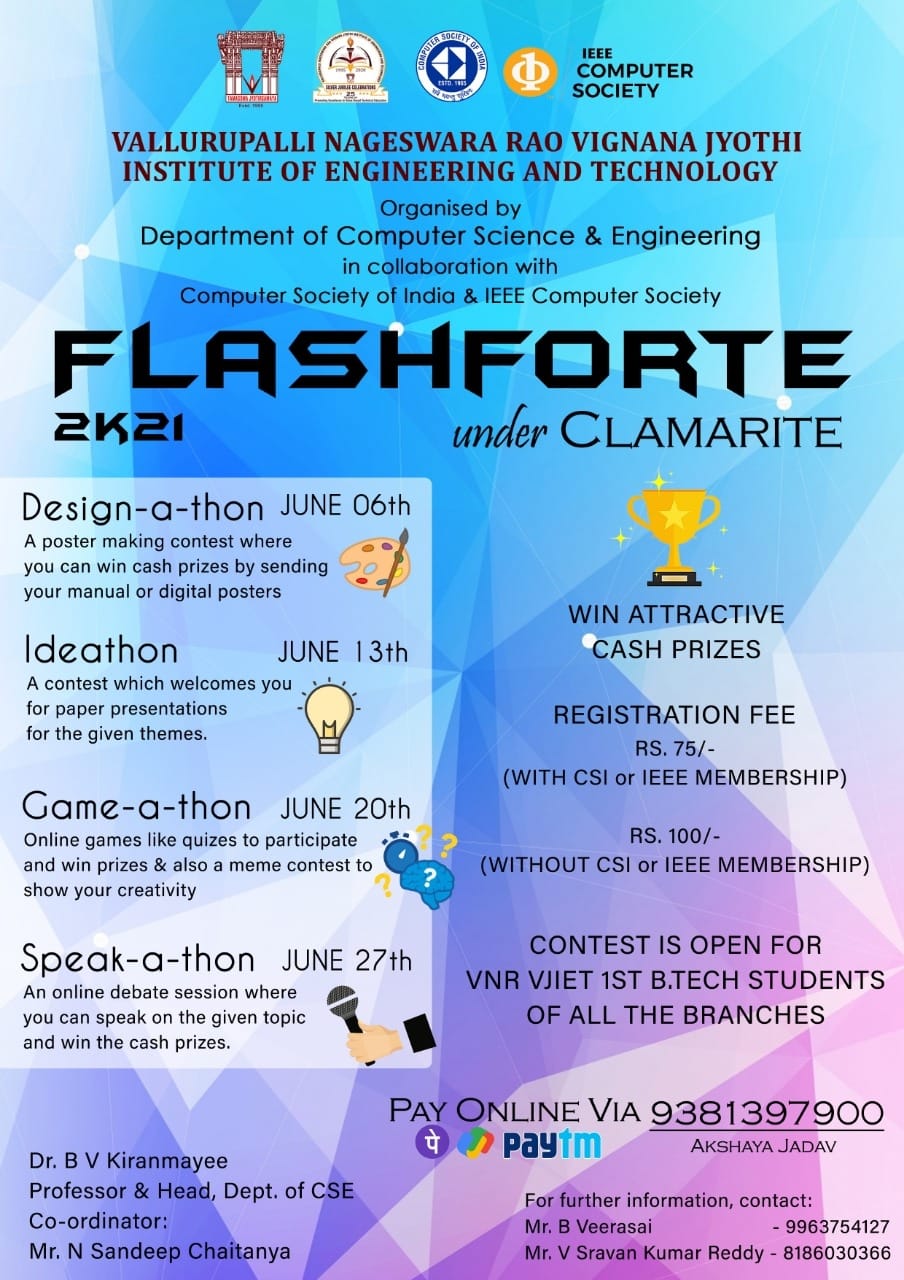 COMPUTER SOCIETY OF INDIA
ESTD. 1965
IEEE
COMPUTER
SOCIETY
VALLURUPALLI NAGESWARA RAO VIGNANA JYOTHI
INSTITUTE OF ENGINEERING AND TECHNOLOGY
Organised by
Department of Computer Science & Engineering
in collaboration with
Computer Society of India & IEEE Computer Society
FLASHFORTE
2K21
under CLAMARITE
Design-a-thon JUNE 06th
A poster making contest where
you can win cash prizes by sending
your manual or digital posters
Ideathon JUNE 13th
A contest which welcomes you
for paper presentations
for the given themes.
Game-a-thon JUNE 20th
Online games like quizes to participate
and win prizes & also a meme contest to
show your creativity
Speak-a-thon JUNE 27th
An online debate session where
you can speak on the given topic
and win the cash prizes.
WIN ATTRACTIVE
CASH PRIZES
REGISTRATION FEE
RS. 75/-
(WITH CSI or IEEE MEMBERSHIP)
RS. 100/-
(WITHOUT CSI or IEEE MEMBERSHIP)
CONTEST IS OPEN FOR
VNR VJIET 1ST B.TECH STUDENTS
OF ALL THE BRANCHES
PAY ONLINE VIA 9381397900
पे paytm
AKSHAYA JADAV
Dr. B V Kiranmayee
Professor & Head, Dept. of CSE
Co-ordinator:
Mr. N Sandeep Chaitanya
For further information, contact:
Mr. B Veerasai - 9963754127
Mr. V Sravan Kumar Reddy - 8186030366